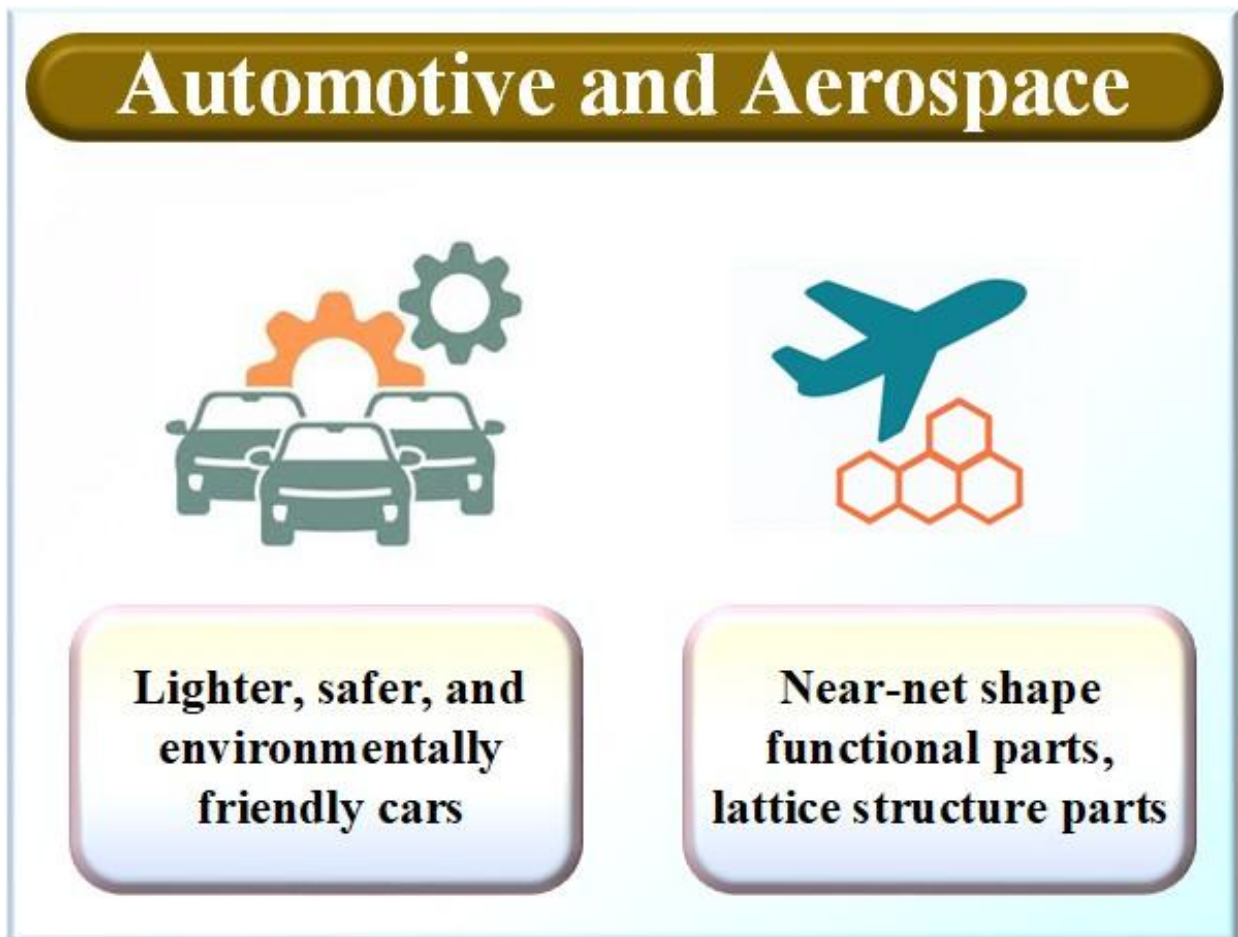 Automotive and Aerospace
Lighter, safer, and
environmentally
friendly cars
Near-net shape
functional parts,
lattice structure parts